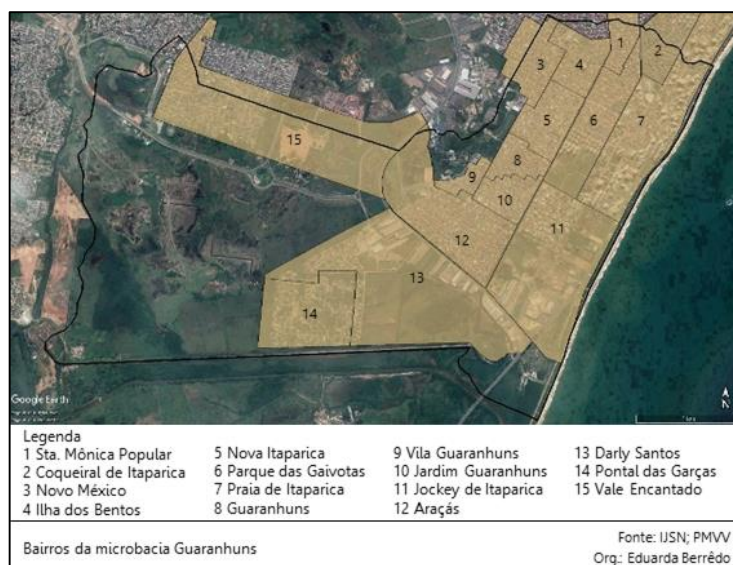 1
2
3
4
5
6
7
8
9
10
11
12
13
14
15
Google Earth
N
Legenda
1 Sta. Mônica Popular
2 Coqueiral de Itaparica
3 Novo México
4 Ilha dos Bentos
5 Nova Itaparica
6 Parque das Gaivotas
7 Praia de Itaparica
8 Guaranhuns
9 Vila Guaranhuns
10 Jardim Guaranhuns
11 Jockey de Itaparica
12 Araçás
13 Darly Santos
14 Pontal das Garças
15 Vale Encantado
Bairros da microbacia Guaranhuns
Fonte: IJSN; PMVV
Org.: Eduarda Berrêdo